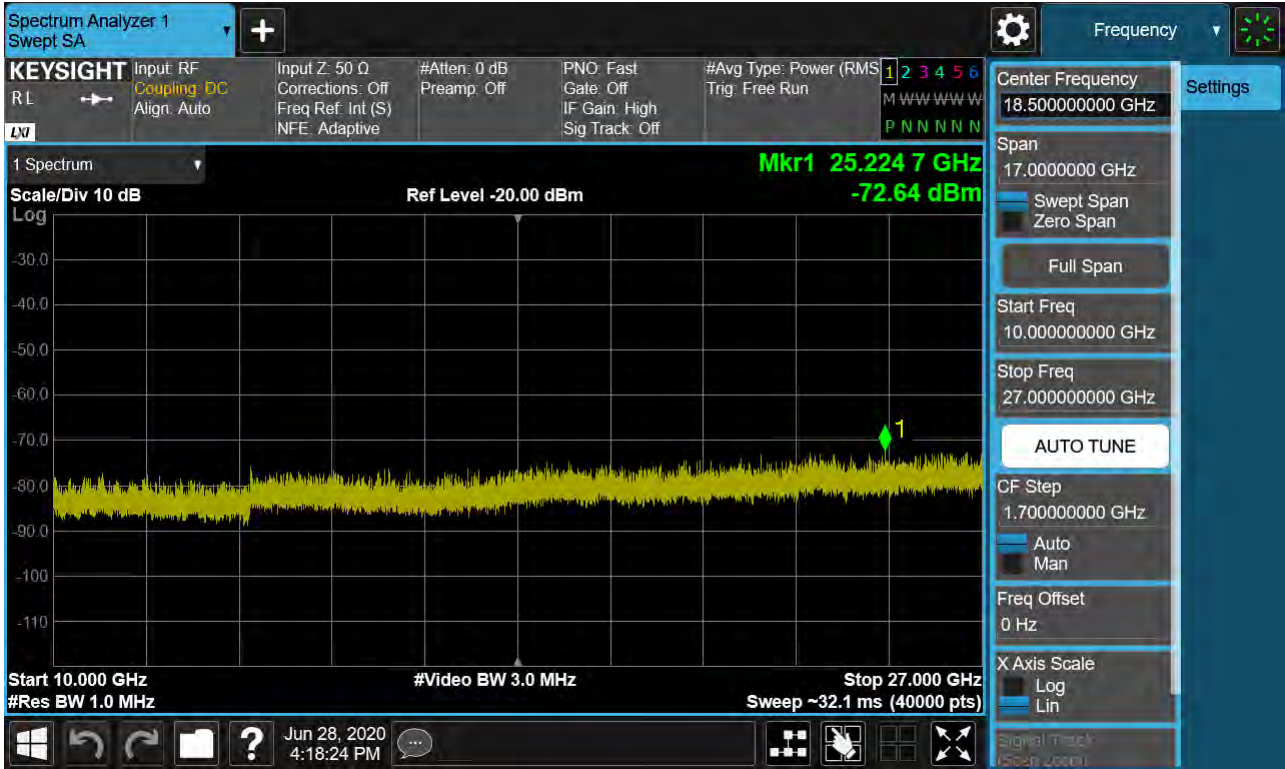 Spectrum Analyzer 1
Swept SA
+
Frequency
KEYSIGHT
R L
LXI
Input: RF
Coupling: DC
Align: Auto
Input Z: 50 Ω
Corrections: Off
Freq Ref: Int (S)
NFE: Adaptive
#Atten: 0 dB
Preamp: Off
PNO: Fast
Gate: Off
IF Gain: High
Sig Track: Off
#Avg Type: Power (RMS
Trig: Free Run
1 2 3 4 5 6
M W W W W W
P N N N N N
1 Spectrum
Scale/Div 10 dB
Log
Ref Level -20.00 dBm
Mkr1 25.224 7 GHz
-72.64 dBm
-30.0
-40.0
-50.0
-60.0
-70.0
-80.0
-90.0
-100
-110
1
Start 10.000 GHz
#Res BW 1.0 MHz
#Video BW 3.0 MHz
Stop 27.000 GHz
Sweep ~32.1 ms (40000 pts)
Center Frequency
18.500000000 GHz
Span
17.0000000 GHz
Swept Span
Zero Span
Full Span
Start Freq
10.000000000 GHz
Stop Freq
27.000000000 GHz
AUTO TUNE
CF Step
1.700000000 GHz
Auto
Man
Freq Offset
0 Hz
X Axis Scale
Log
Lin
Signal Track
(Span Zoom)
Settings
?
Jun 28, 2020
4:18:24 PM